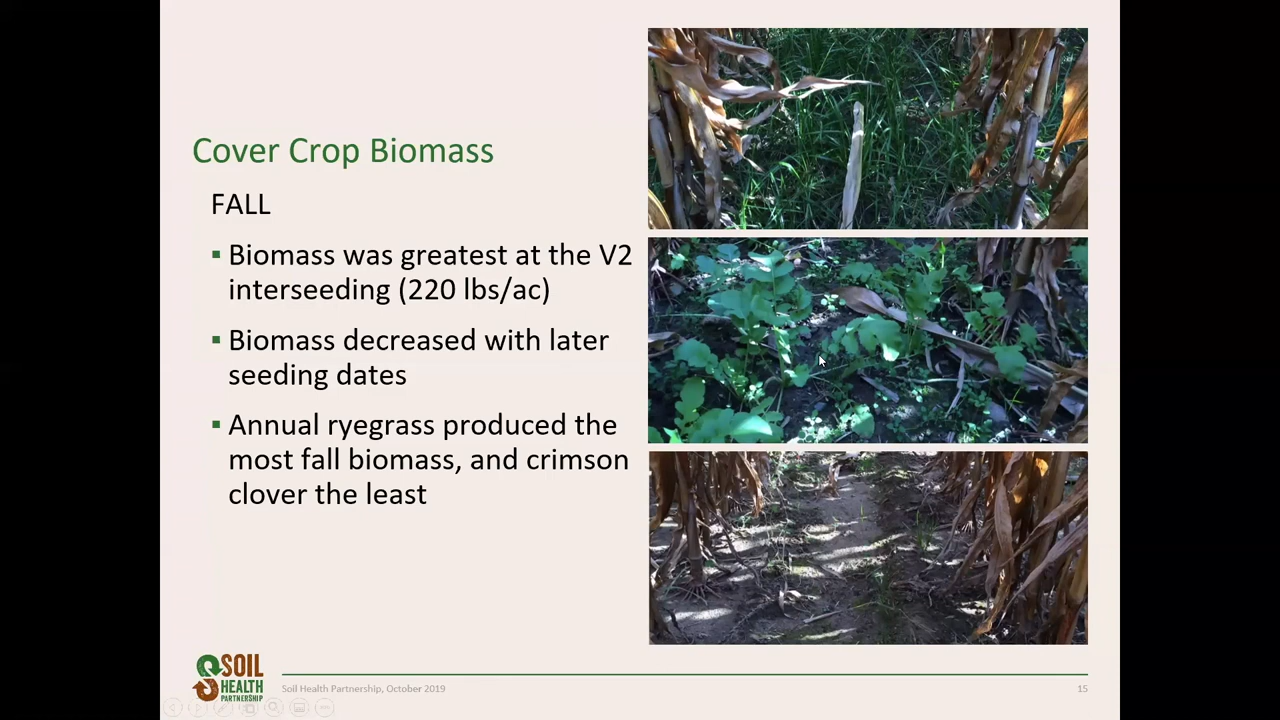 Cover Crop Biomass
FALL
▪ Biomass was greatest at the V2
interseeding (220 lbs/ac)
▪ Biomass decreased with later
seeding dates
▪ Annual ryegrass produced the
most fall biomass, and crimson
clover the least
SOIL
HEALTH
PARTNERSHIP
Soil Health Partnership, October 2019
15